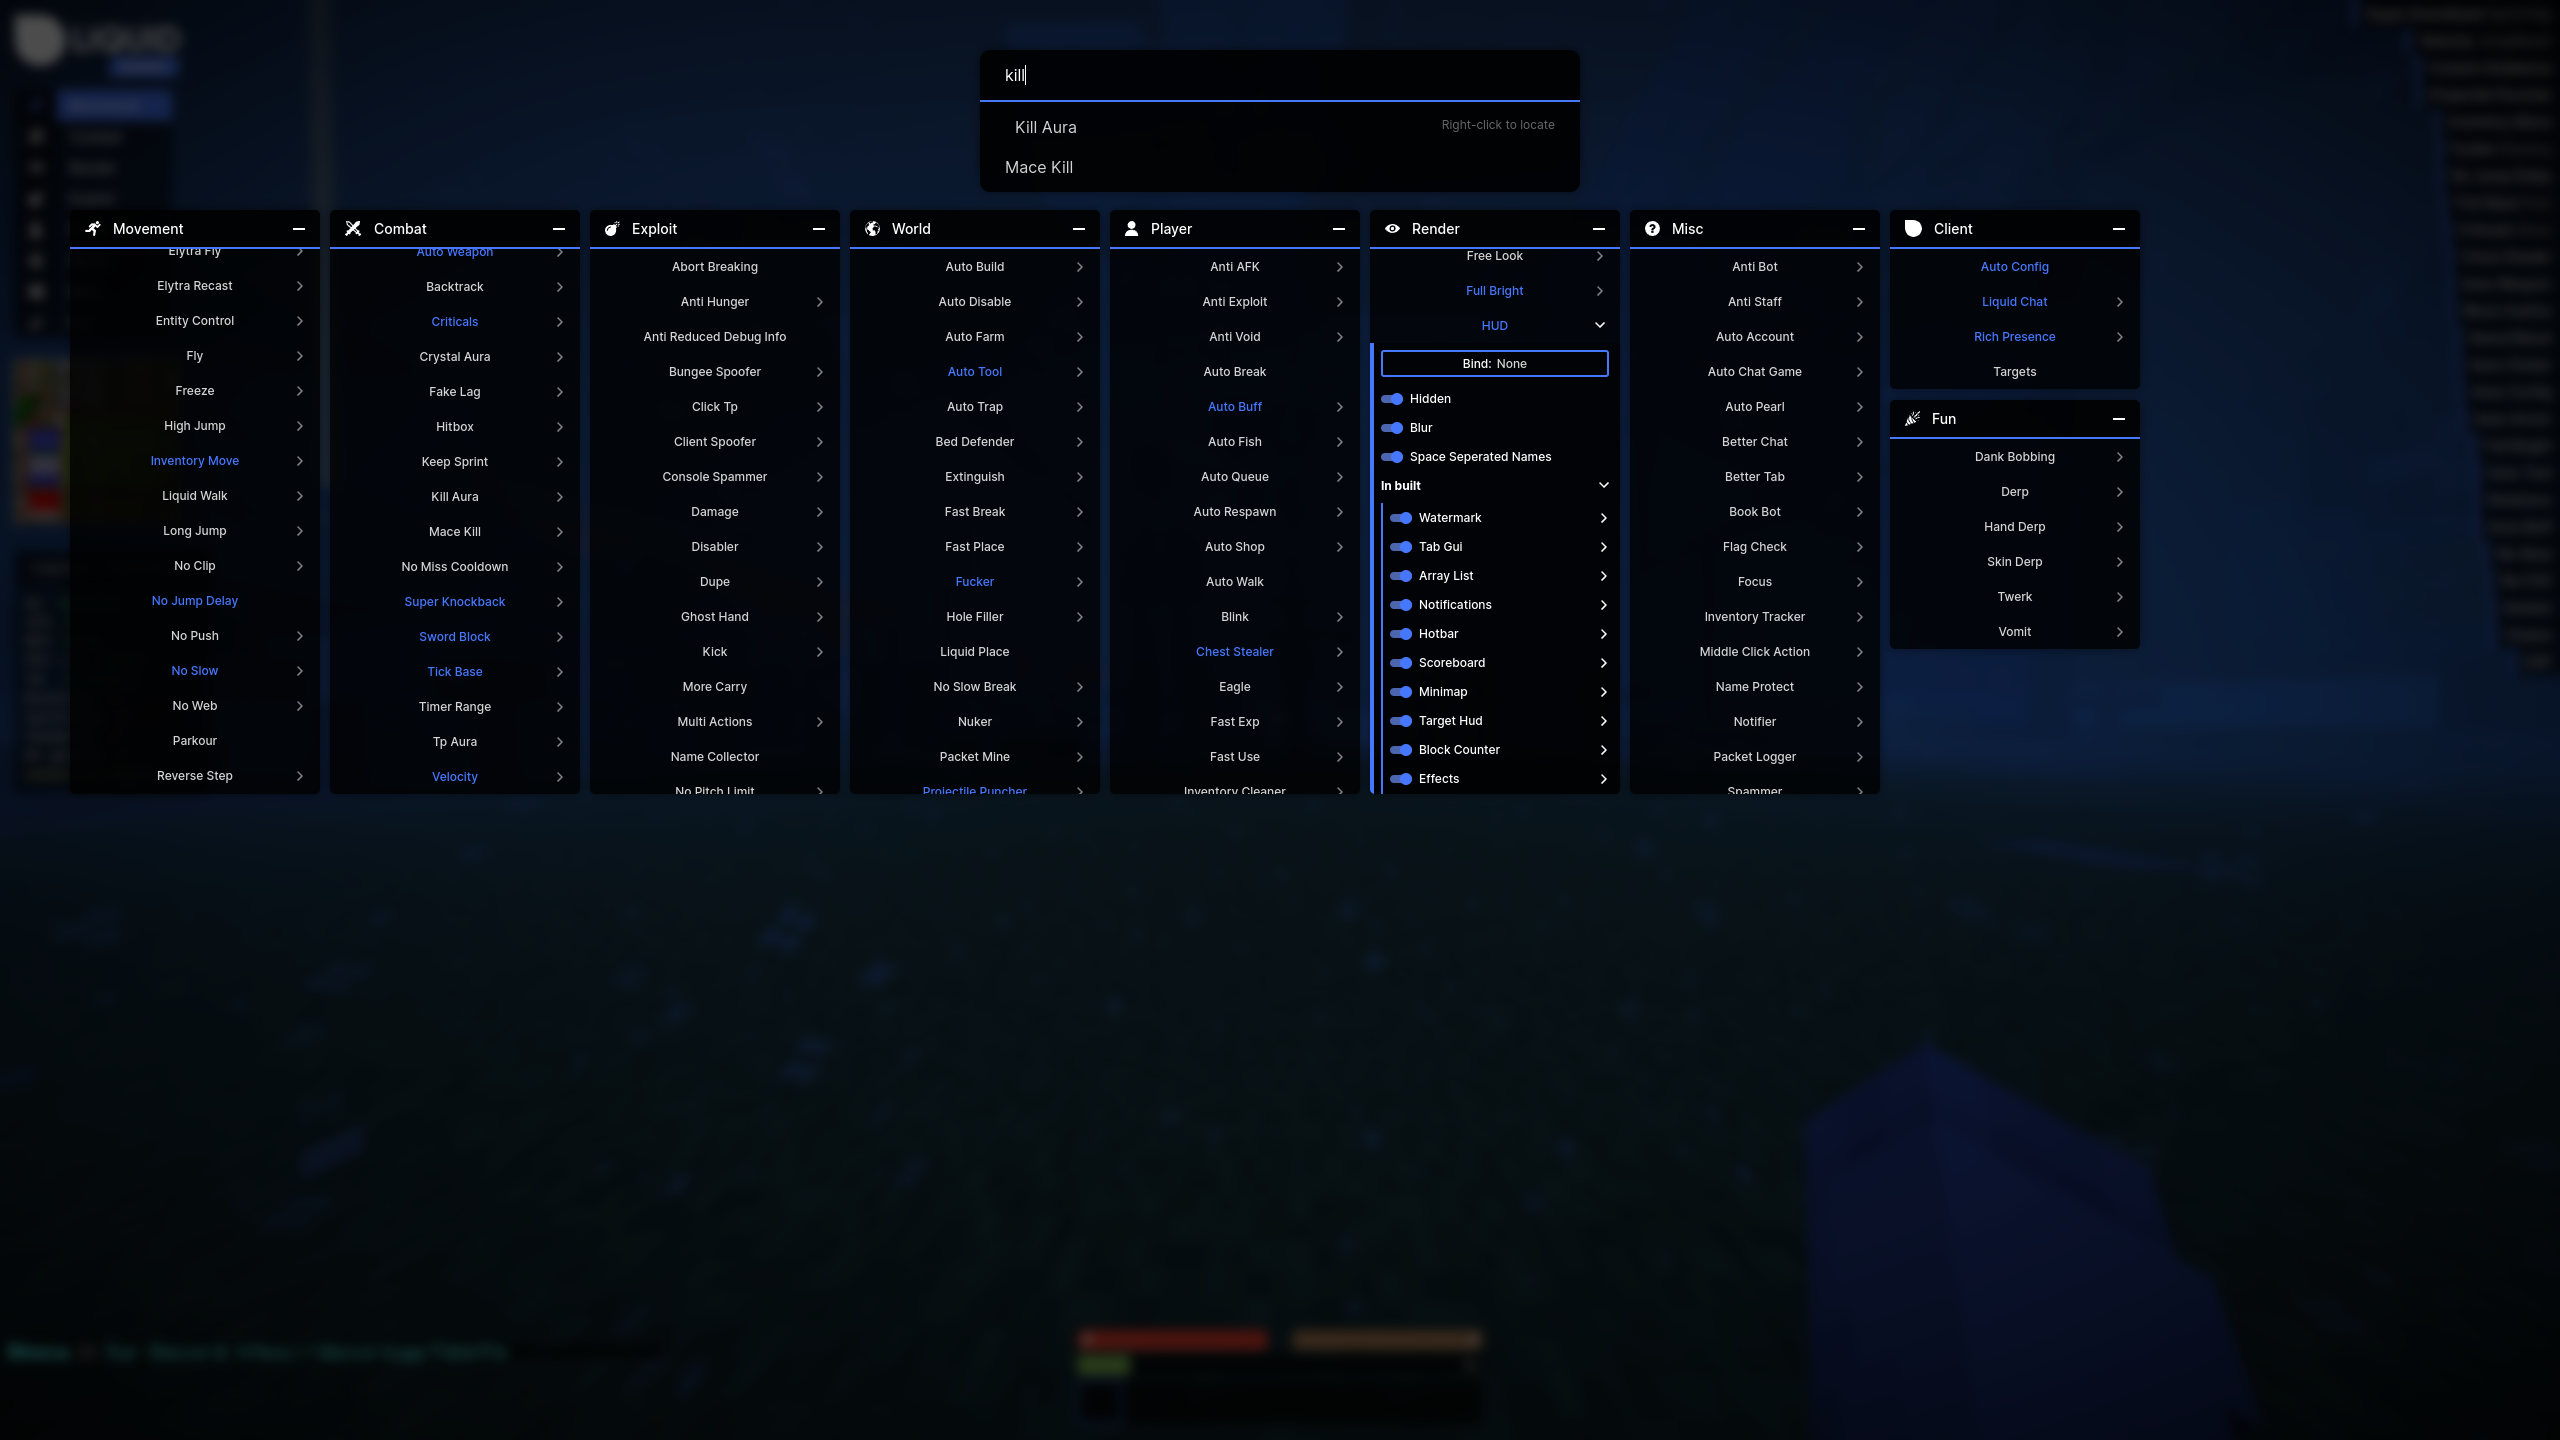 LIQUID
kill
Kill Aura
Right-click to locate
Mace Kill
Movement
Elytra Fly
Elytra Recast
Entity Control
Fly
Freeze
High Jump
Inventory Move
Liquid Walk
Long Jump
No Clip
No Jump Delay
No Push
No Slow
No Web
Parkour
Reverse Step
Combat
Auto Weapon
Backtrack
Criticals
Crystal Aura
Fake Lag
Hitbox
Keep Sprint
Kill Aura
Mace Kill
No Miss Cooldown
Super Knockback
Sword Block
Tick Base
Timer Range
Tp Aura
Velocity
Exploit
Abort Breaking
Anti Hunger
Anti Reduced Debug Info
Bungee Spoofer
Click Tp
Client Spoofer
Console Spammer
Damage
Disabler
Dupe
Ghost Hand
Kick
More Carry
Multi Actions
Name Collector
No Pitch Limit
World
Auto Build
Auto Disable
Auto Farm
Auto Tool
Auto Trap
Bed Defender
Extinguish
Fast Break
Fast Place
Fucker
Hole Filler
Liquid Place
No Slow Break
Nuker
Packet Mine
Projectile Puncher
Player
Anti AFK
Anti Exploit
Anti Void
Auto Break
Auto Buff
Auto Fish
Auto Queue
Auto Respawn
Auto Shop
Auto Walk
Blink
Chest Stealer
Eagle
Fast Exp
Fast Use
Inventory Cleaner
Render
Free Look
Full Bright
HUD
Bind: None
Hidden
Blur
Space Seperated Names
In built
Watermark
Tab Gui
Array List
Notifications
Hotbar
Scoreboard
Minimap
Target Hud
Block Counter
Effects
Misc
Anti Bot
Anti Staff
Auto Account
Auto Chat Game
Auto Pearl
Better Chat
Better Tab
Book Bot
Flag Check
Focus
Inventory Tracker
Middle Click Action
Name Protect
Notifier
Packet Logger
Spammer
Client
Auto Config
Liquid Chat
Rich Presence
Targets
Fun
Dank Bobbing
Derp
Hand Derp
Skin Derp
Twerk
Vomit